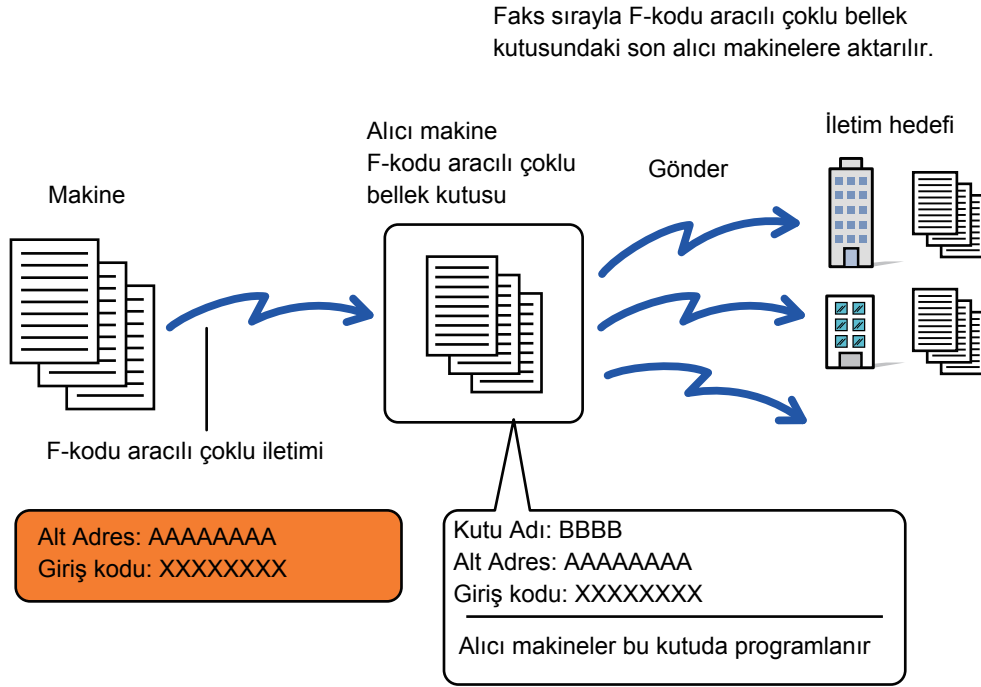 Faks sırayla F-kodu aracılı çoklu bellek
kutusundaki son alıcı makinelere aktarılır.
Makine
Alıcı makine
F-kodu aracılı çoklu
bellek kutusu
Gönder
İletim hedefi
F-kodu aracılı çoklu iletimi
Alt Adres: AAAAAAAA
Giriş kodu: XXXXXXXX
Kutu Adı: BBBB
Alt Adres: AAAAAAAA
Giriş kodu: XXXXXXXX
Alıcı makineler bu kutuda programlanır